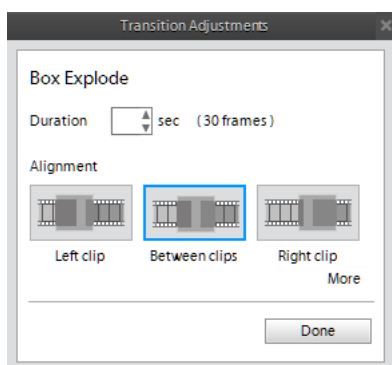 Transition Adjustments
Box Explode
Duration sec (30 frames)
Alignment
Left clip Between clips Right clip
More
Done